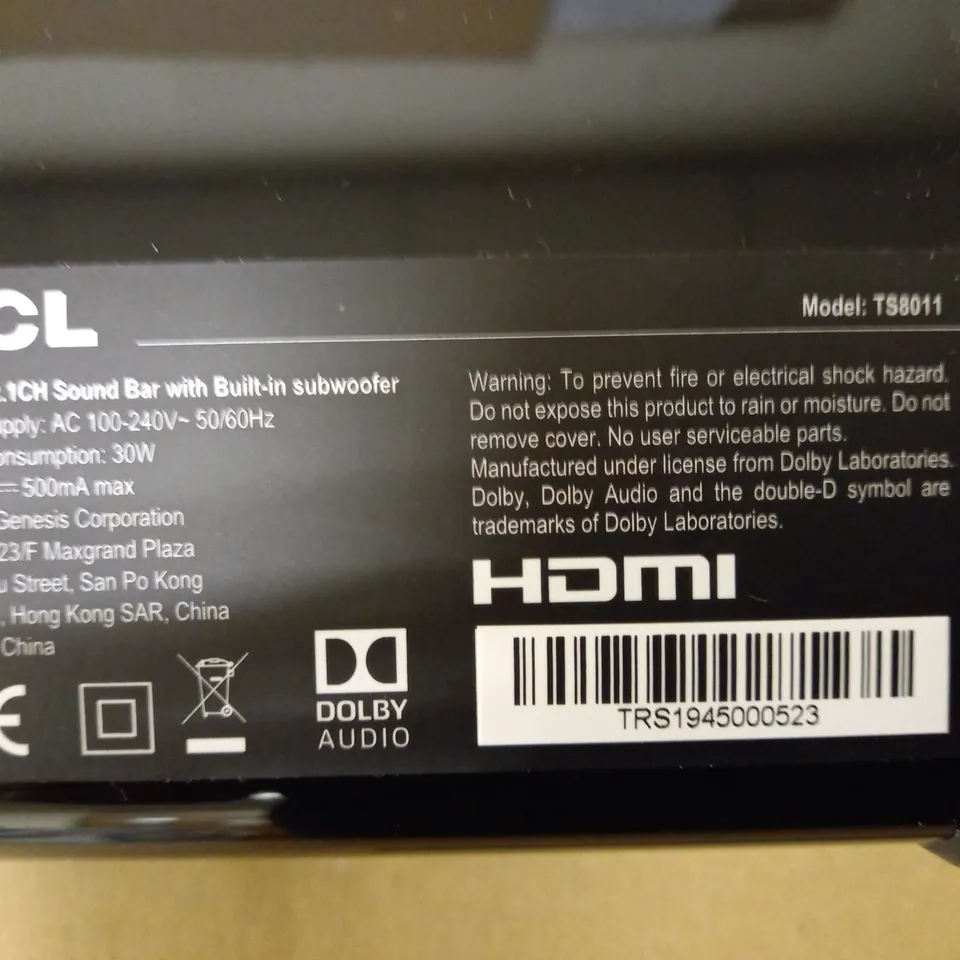 CL
Model: TS8011
.1CH Sound Bar with Built-in subwoofer
pply: AC 100-240V~ 50/60Hz
onsumption: 30W
⎓ 500mA max
Genesis Corporation
23/F Maxgrand Plaza
u Street, San Po Kong
, Hong Kong SAR, China
China
Warning: To prevent fire or electrical shock hazard.
Do not expose this product to rain or moisture. Do not
remove cover. No user serviceable parts.
Manufactured under license from Dolby Laboratories.
Dolby, Dolby Audio and the double-D symbol are
trademarks of Dolby Laboratories.
HDMI
DOLBY
AUDIO
TRS1945000523